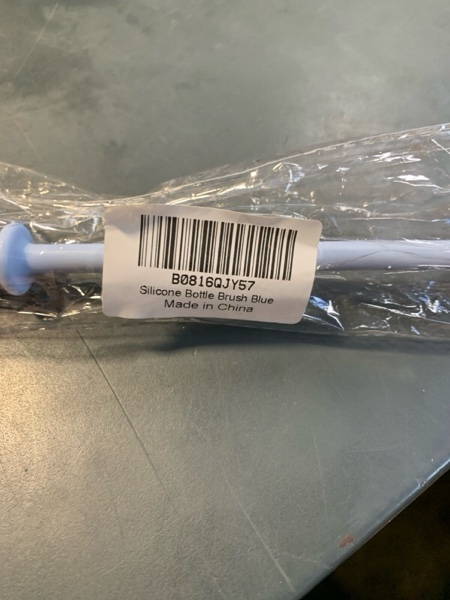 B0816QJY57
Silicone Bottle Brush Blue
Made in China